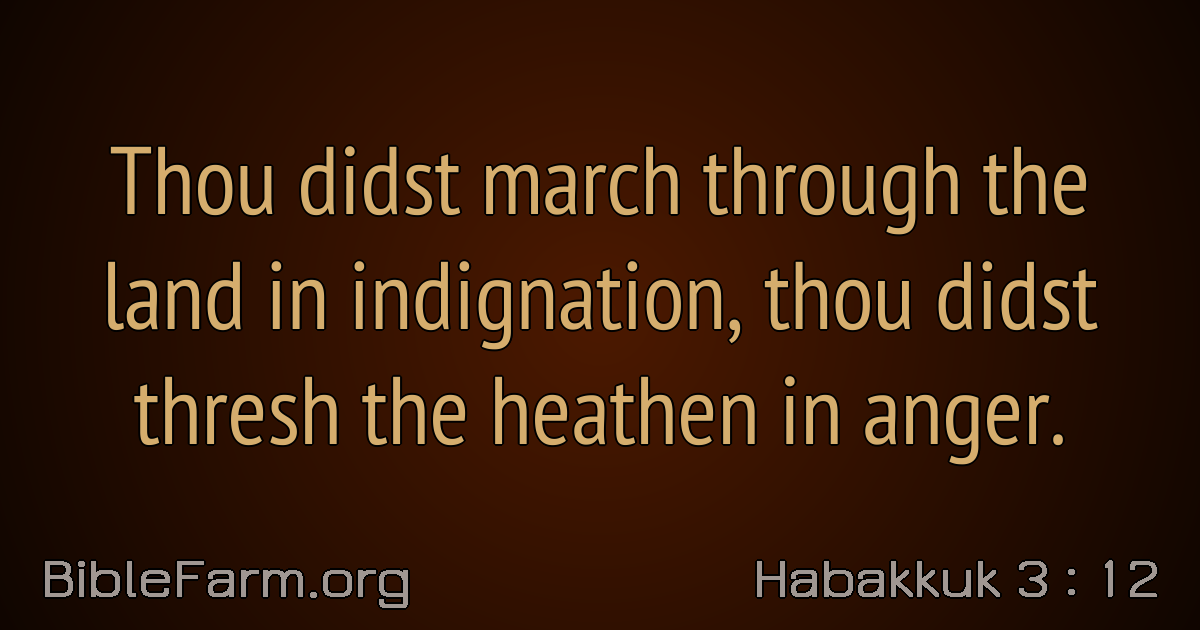 Thou didst march through the
land in indignation, thou didst
thresh the heathen in anger.
BibleFarm.org
Habakkuk 3 : 12